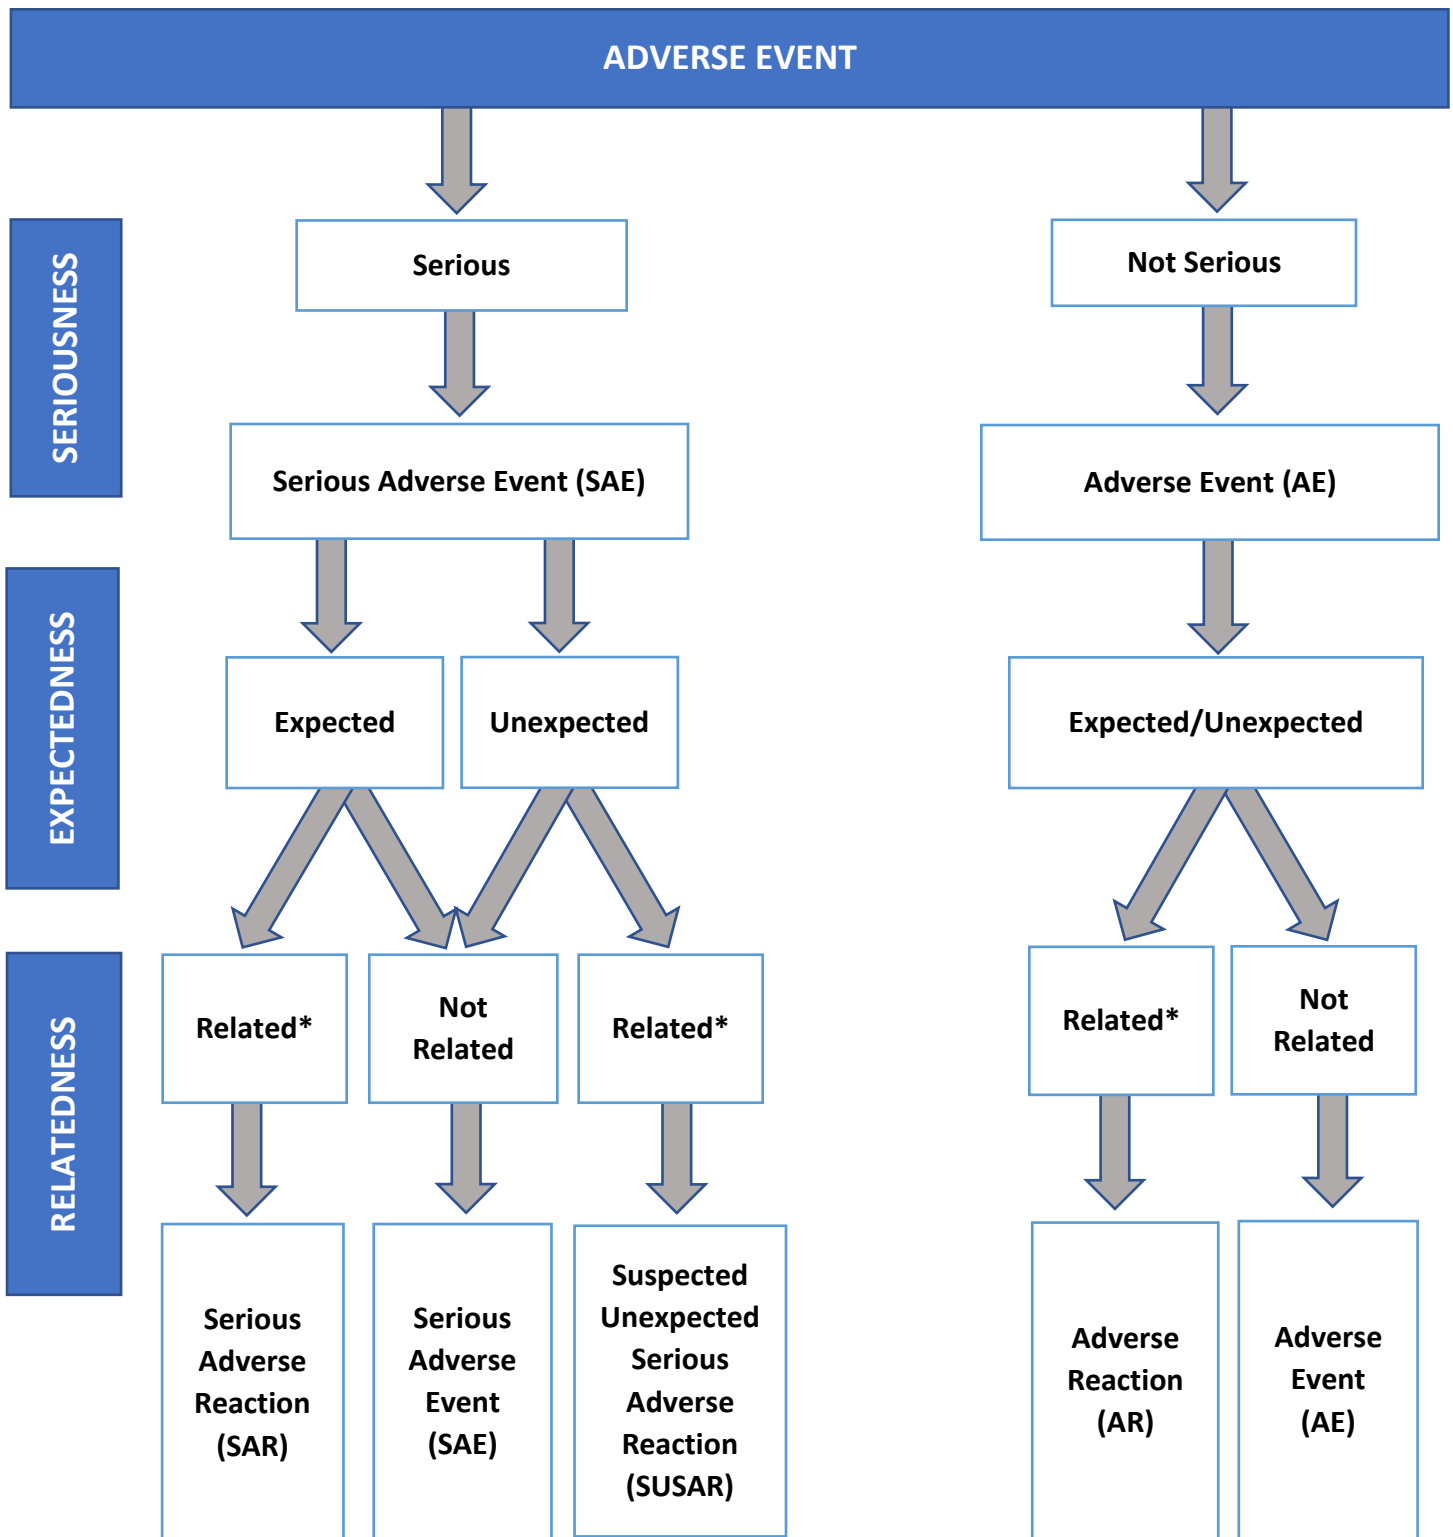 ADVERSE EVENT
SERIOUSNESS
Serious
Not Serious
Serious Adverse Event (SAE)
Adverse Event (AE)
EXPECTEDNESS
Expected
Unexpected
Expected/Unexpected
RELATEDNESS
Related*
Not
Related
Related*
Related*
Not
Related
Serious
Adverse
Reaction
(SAR)
Serious
Adverse
Event
(SAE)
Suspected
Unexpected
Serious
Adverse
Reaction
(SUSAR)
Adverse
Reaction
(AR)
Adverse
Event
(AE)